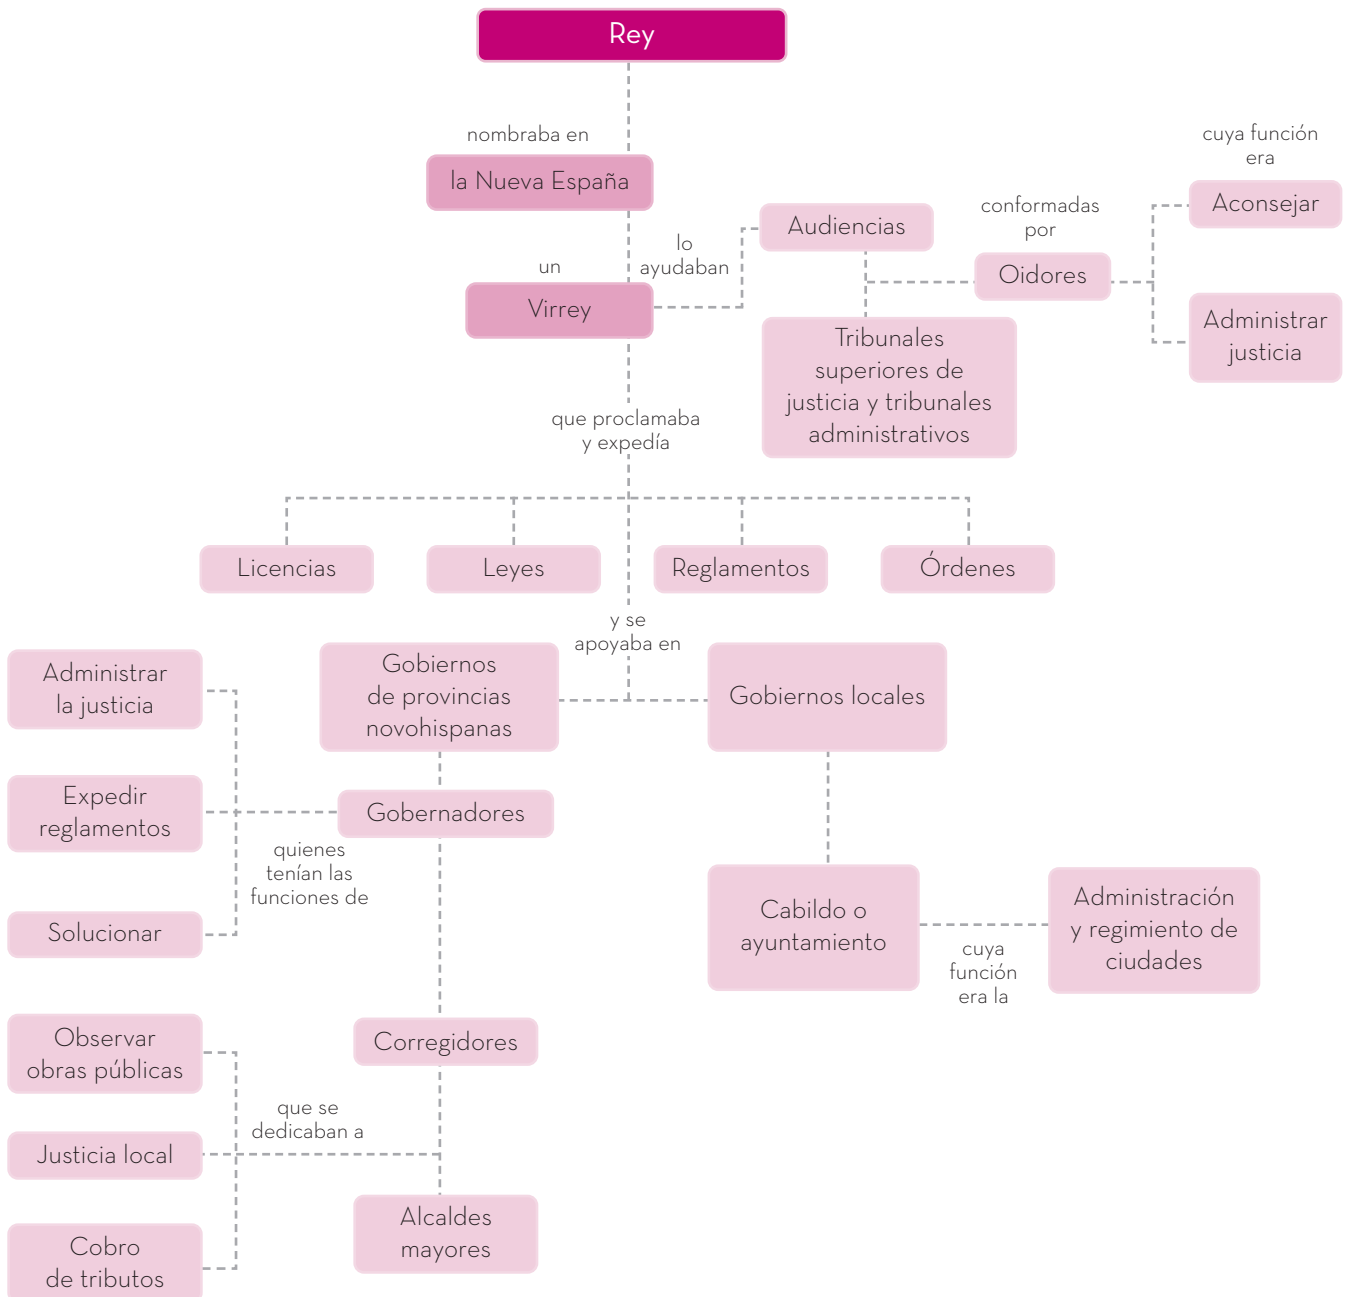 Rey
nombraba en
la Nueva España
un
Virrey
lo
ayudaban
Audiencias
Tribunales
superiores de
justicia y tribunales
administrativos
conformadas
por
Oidores
cuya función
era
Aconsejar
Administrar
justicia
que proclamaba
y expedía
Licencias
Leyes
Reglamentos
Órdenes
y se
apoyaba en
Gobiernos
de provincias
novohispanas
Gobiernos locales
Gobernadores
quienes
tenían las
funciones de
Administrar
la justicia
Expedir
reglamentos
Solucionar
Cabildo o
ayuntamiento
cuya
función
era la
Administración
y regimiento de
ciudades
Corregidores
que se
dedicaban a
Observar
obras públicas
Justicia local
Cobro
de tributos
Alcaldes
mayores